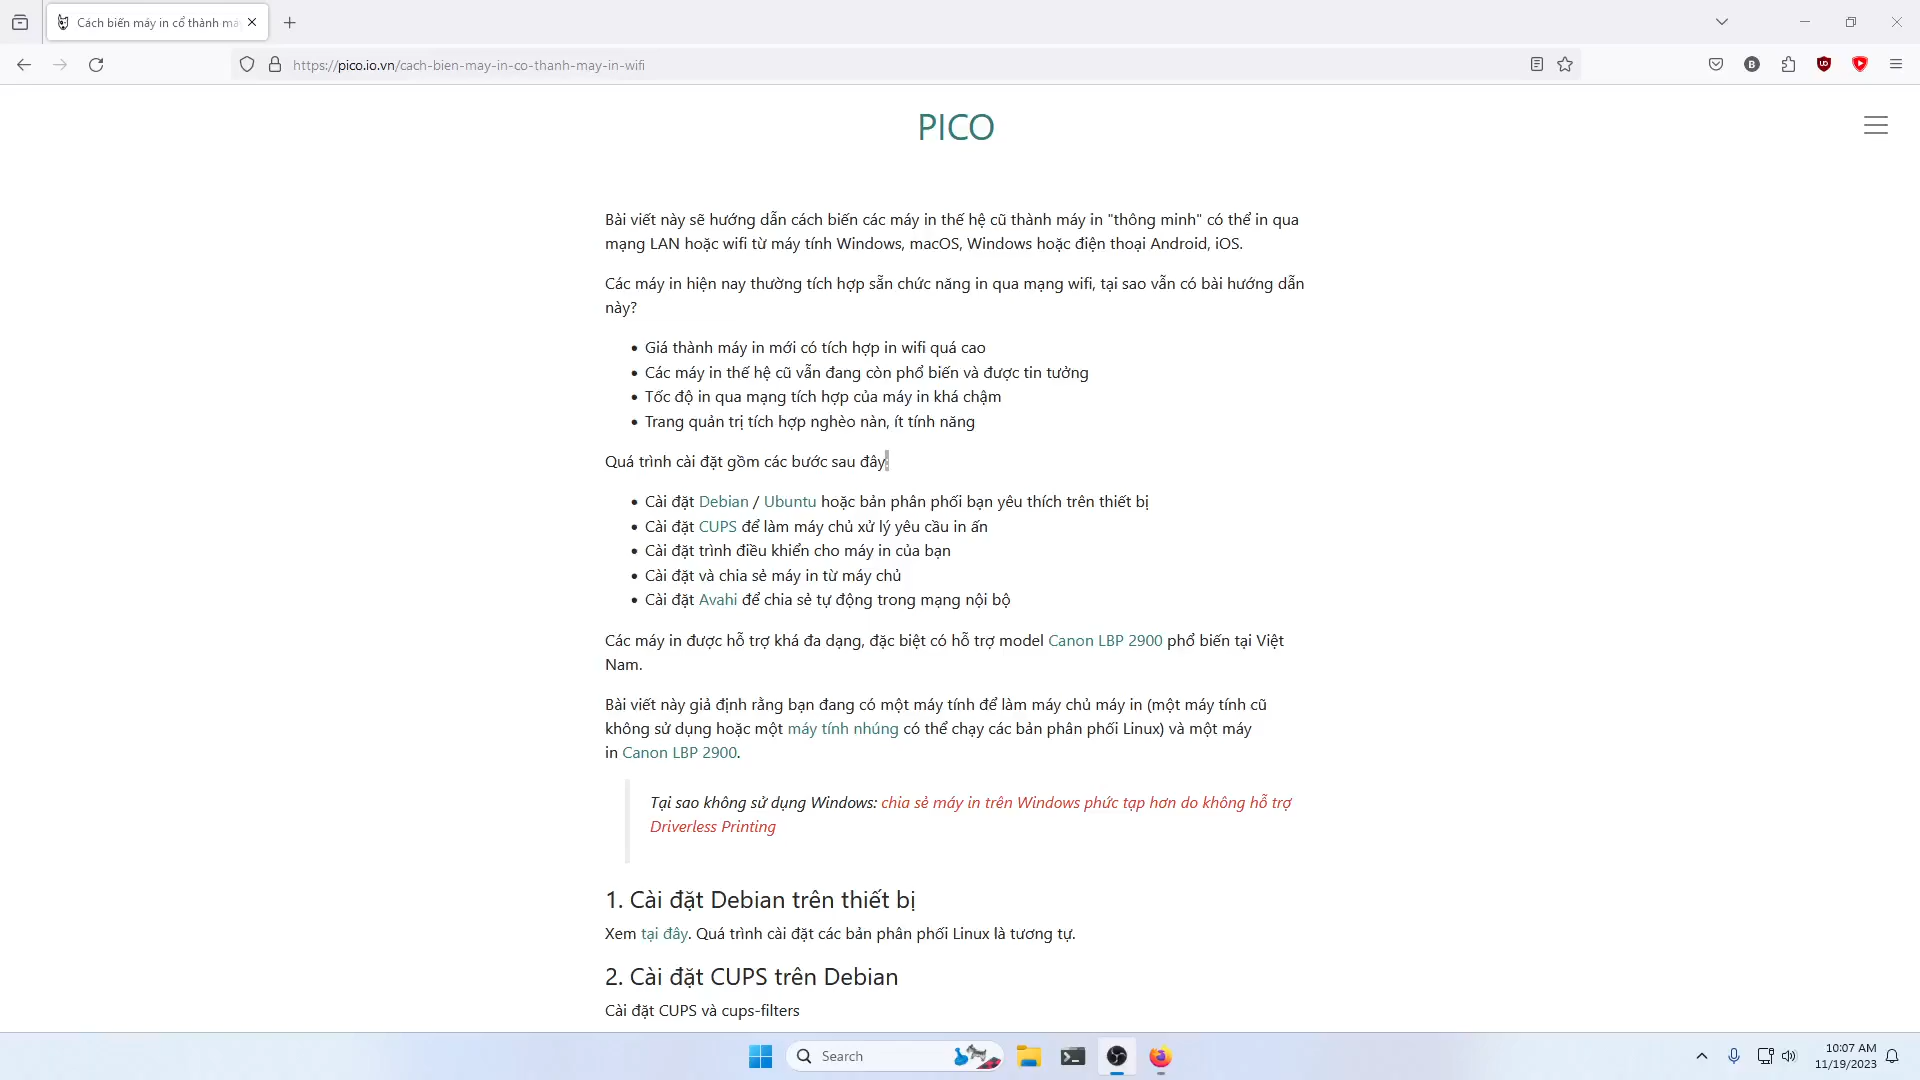 Cách biến máy in cổ thành má
https://pico.io.vn/cach-bien-may-in-co-thanh-may-in-wifi
PICO
Bài viết này sẽ hướng dẫn cách biến các máy in thế hệ cũ thành máy in "thông minh" có thể in qua
mạng LAN hoặc wifi từ máy tính Windows, macOS, Windows hoặc điện thoại Android, iOS.
Các máy in hiện nay thường tích hợp sẵn chức năng in qua mạng wifi, tại sao vẫn có bài hướng dẫn
này?
• Giá thành máy in mới có tích hợp in wifi quá cao
• Các máy in thế hệ cũ vẫn đang còn phổ biến và được tin tưởng
• Tốc độ in qua mạng tích hợp của máy in khá chậm
• Trang quản trị tích hợp nghèo nàn, ít tính năng
Quá trình cài đặt gồm các bước sau đây:
• Cài đặt Debian / Ubuntu hoặc bản phân phối bạn yêu thích trên thiết bị
• Cài đặt CUPS để làm máy chủ xử lý yêu cầu in ấn
• Cài đặt trình điều khiển cho máy in của bạn
• Cài đặt và chia sẻ máy in từ máy chủ
• Cài đặt Avahi để chia sẻ tự động trong mạng nội bộ
Các máy in được hỗ trợ khá đa dạng, đặc biệt có hỗ trợ model Canon LBP 2900 phổ biến tại Việt
Nam.
Bài viết này giả định rằng bạn đang có một máy tính để làm máy chủ máy in (một máy tính cũ
không sử dụng hoặc một máy tính nhúng có thể chạy các bản phân phối Linux) và một máy
in Canon LBP 2900.
Tại sao không sử dụng Windows: chia sẻ máy in trên Windows phức tạp hơn do không hỗ trợ
Driverless Printing
1. Cài đặt Debian trên thiết bị
Xem tại đây. Quá trình cài đặt các bản phân phối Linux là tương tự.
2. Cài đặt CUPS trên Debian
Cài đặt CUPS và cups-filters
Search
10:07 AM
11/19/2023